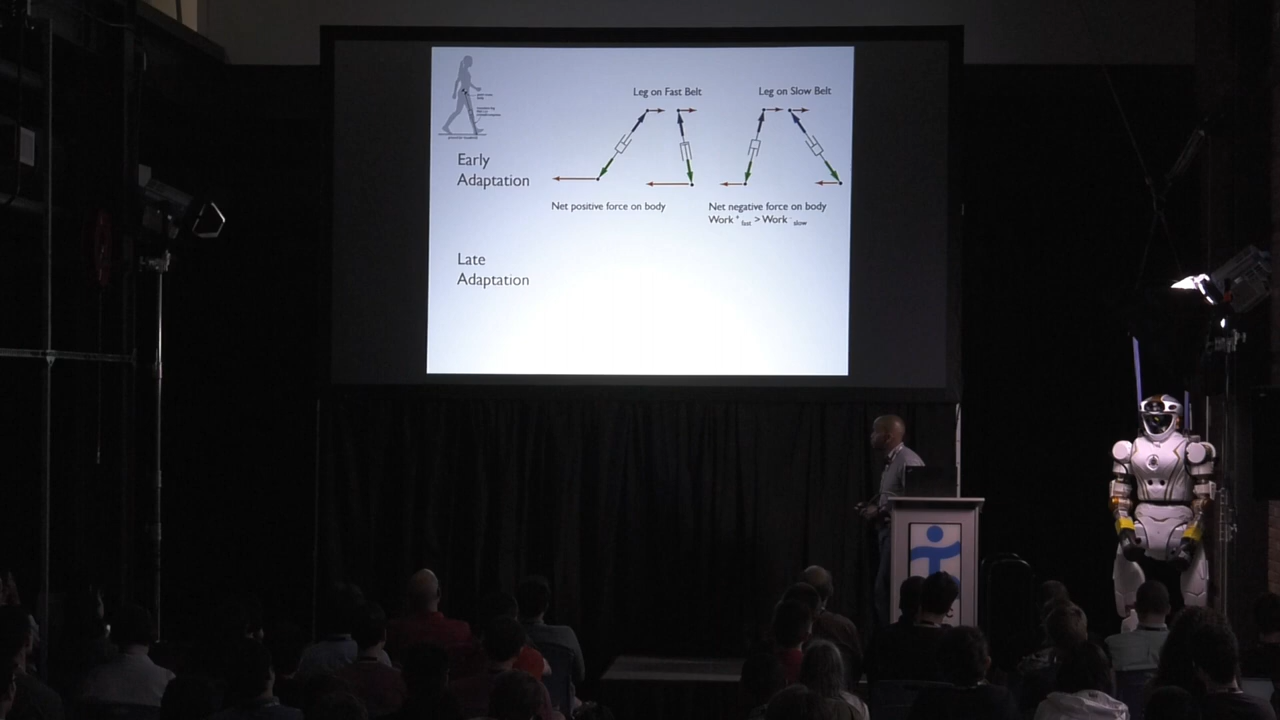 Leg on Fast Belt
Leg on Slow Belt
Early
Adaptation
Net positive force on body
Net negative force on body
Work⁺ fast > Work⁻ slow
Late
Adaptation